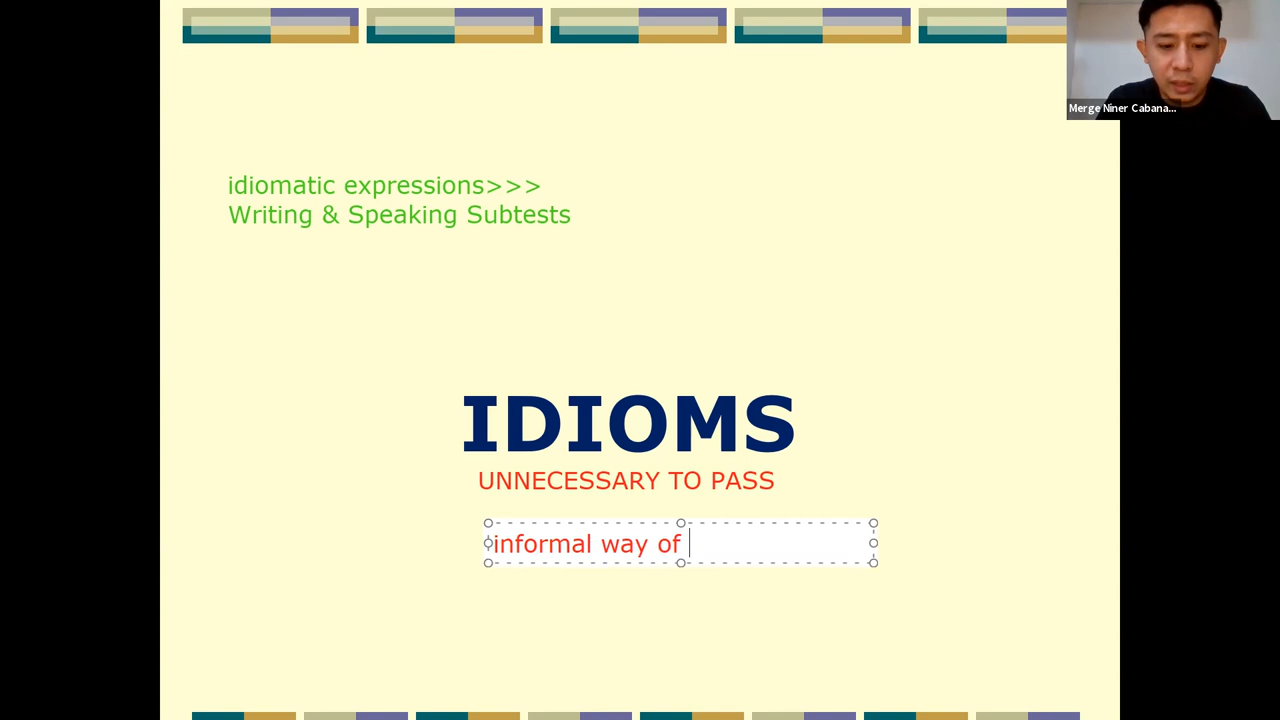 Merge Niner Cabana...
idiomatic expressions>>>
Writing & Speaking Subtests
IDIOMS
UNNECESSARY TO PASS
informal way of